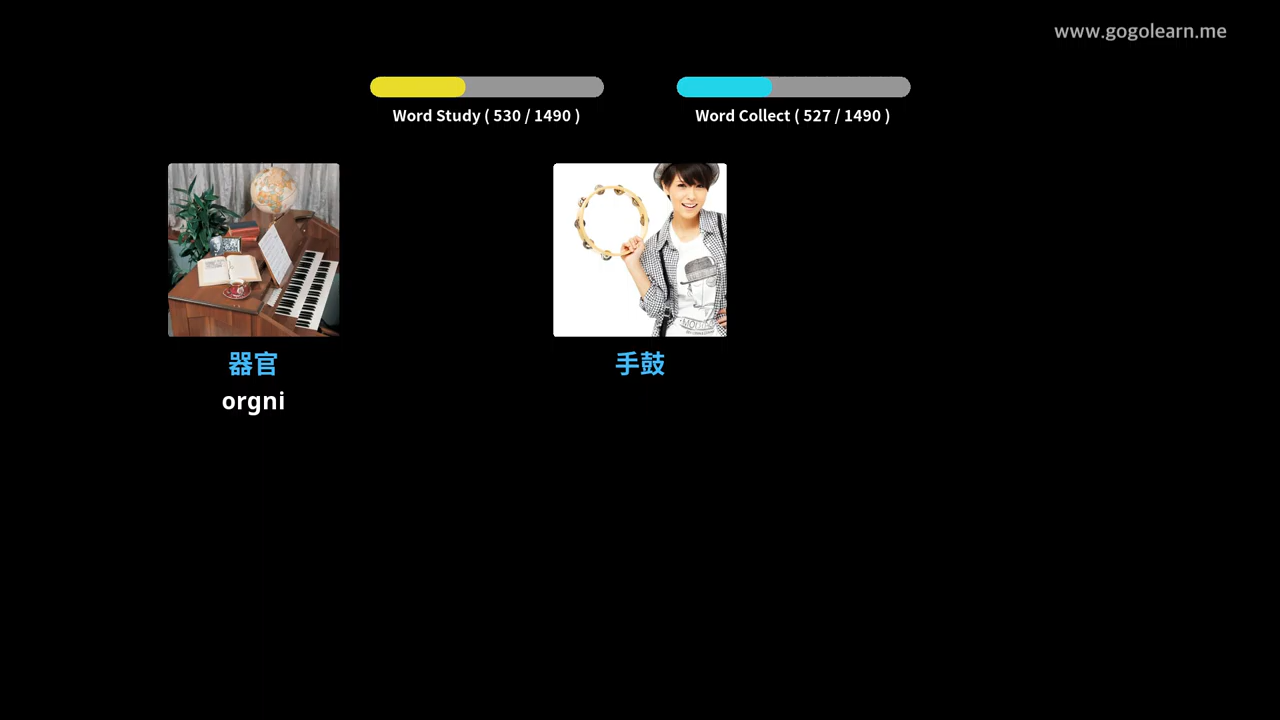 www.gogolearn.me
Word Study ( 530 / 1490 )
Word Collect ( 527 / 1490 )
器官
手鼓
orgni